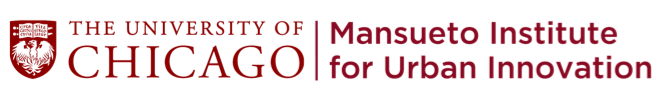 THE UNIVERSITY OF
CHICAGO
Mansueto Institute
for Urban Innovation